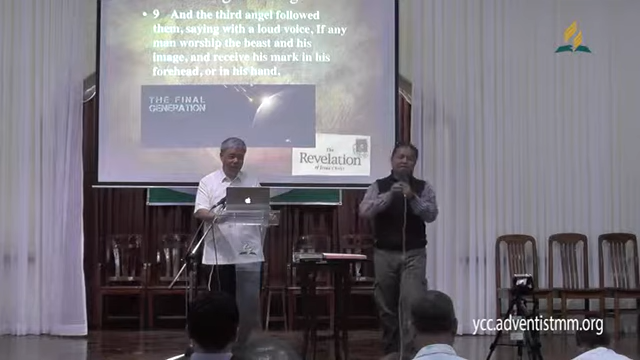 • 9 And the third angel followed
them, saying with a loud voice, If any
man worship the beast and his
image, and receive his mark in his
forehead, or in his hand,
THE FINAL
GENERATION
The
Revelation
of Jesus Christ
ycc.adventistmm.org